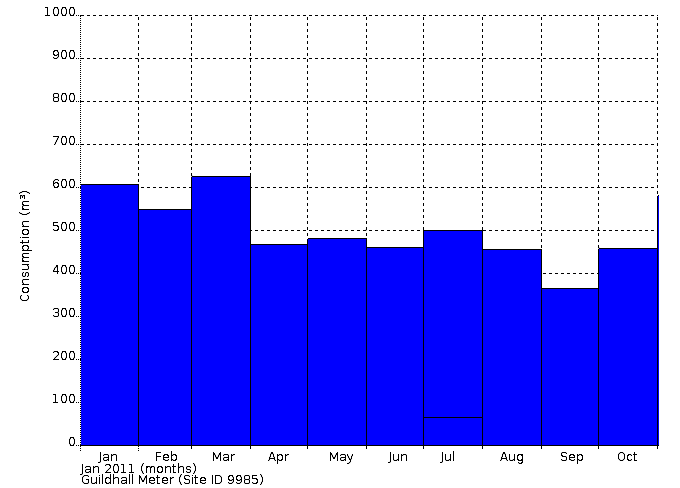 1000
900
800
700
600
500
400
300
200
100
0
Consumption (m³)
Jan Feb Mar Apr May Jun Jul Aug Sep Oct
Jan 2011 (months)
Guildhall Meter (Site ID 9985)